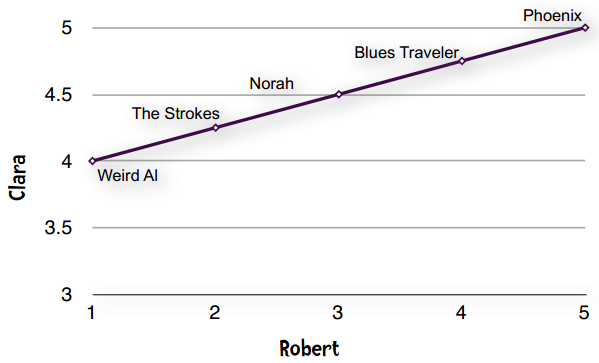 Phoenix
5
Blues Traveler
Norah
4.5
The Strokes
4
Weird Al
Clara
3.5
3
1 2 3 4 5
Robert